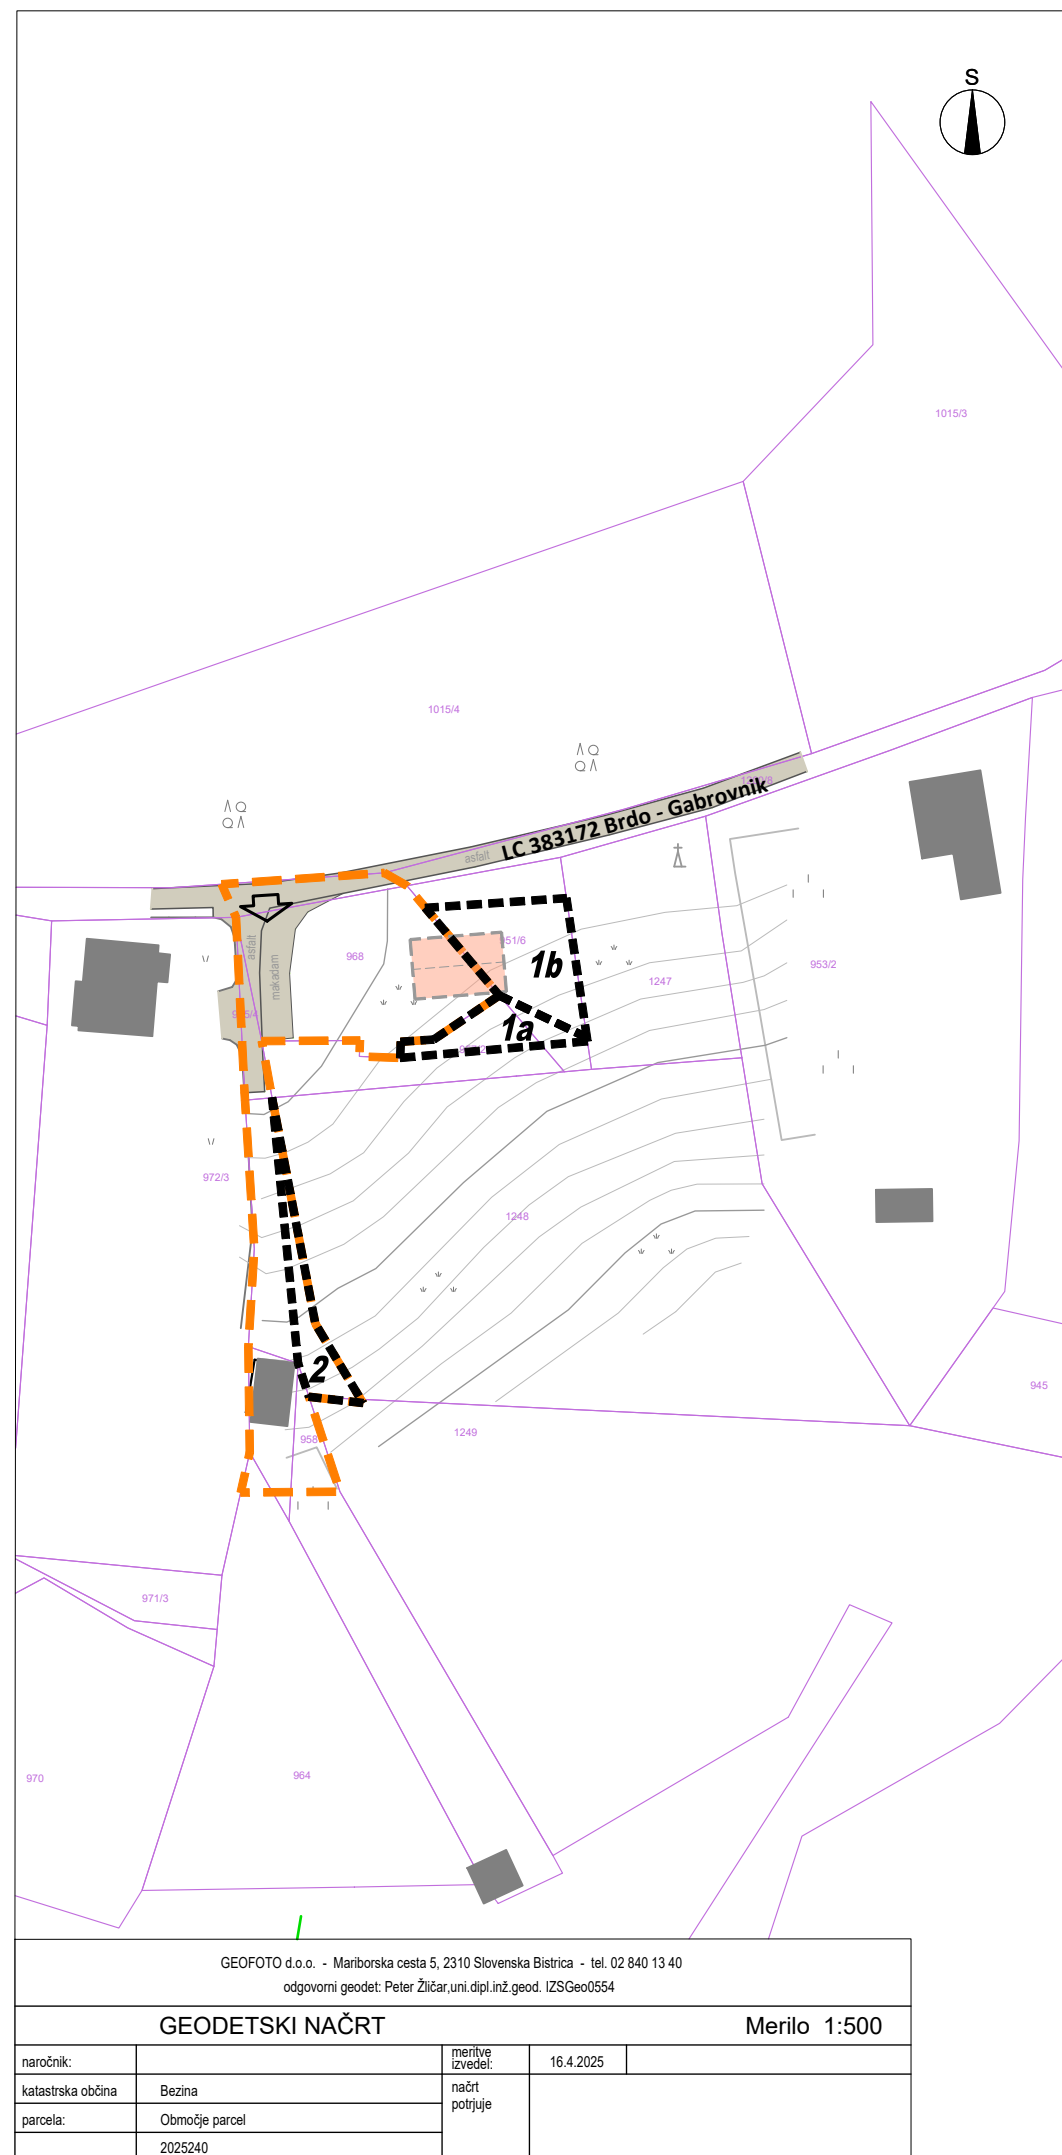 S
1015/3
1015/4
LC 383172 Brdo - Gabrovnik
asfalt
asfalt
makadam
968
951/6
1b
1a
1247
953/2
972/3
1248
2
958
1249
945
971/3
970
964
GEOFOTO d.o.o. - Mariborska cesta 5, 2310 Slovenska Bistrica - tel. 02 840 13 40
odgovorni geodet: Peter Žličar,uni.dipl.inž.geod. IZSGeo0554
GEODETSKI NAČRT Merilo 1:500
naročnik: meritve izvedel: 16.4.2025
katastrska občina Bezina načrt potrjuje
parcela: Območje parcel
2025240